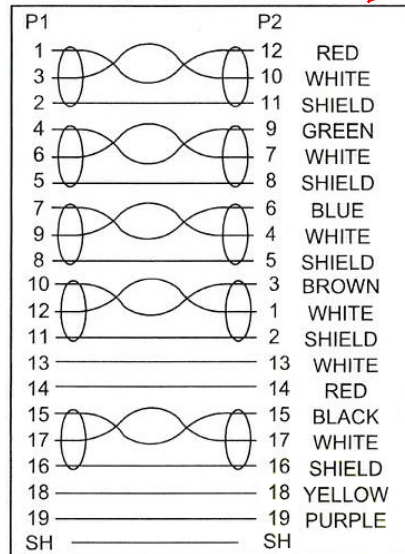 P1 P2
1 12 RED
3 10 WHITE
2 11 SHIELD
4 9 GREEN
6 7 WHITE
5 8 SHIELD
7 6 BLUE
9 4 WHITE
8 5 SHIELD
10 3 BROWN
12 1 WHITE
11 2 SHIELD
13 13 WHITE
14 14 RED
15 15 BLACK
17 17 WHITE
16 16 SHIELD
18 18 YELLOW
19 19 PURPLE
SH SH